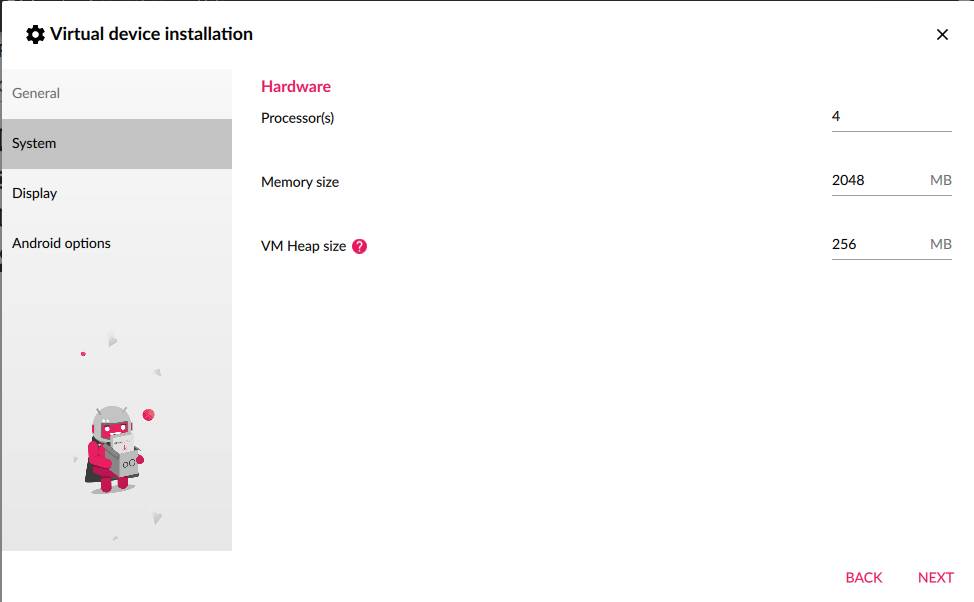 Virtual device installation
General
System
Display
Android options
Hardware
Processor(s)
4
Memory size
2048 MB
VM Heap size ?
256 MB
BACK NEXT